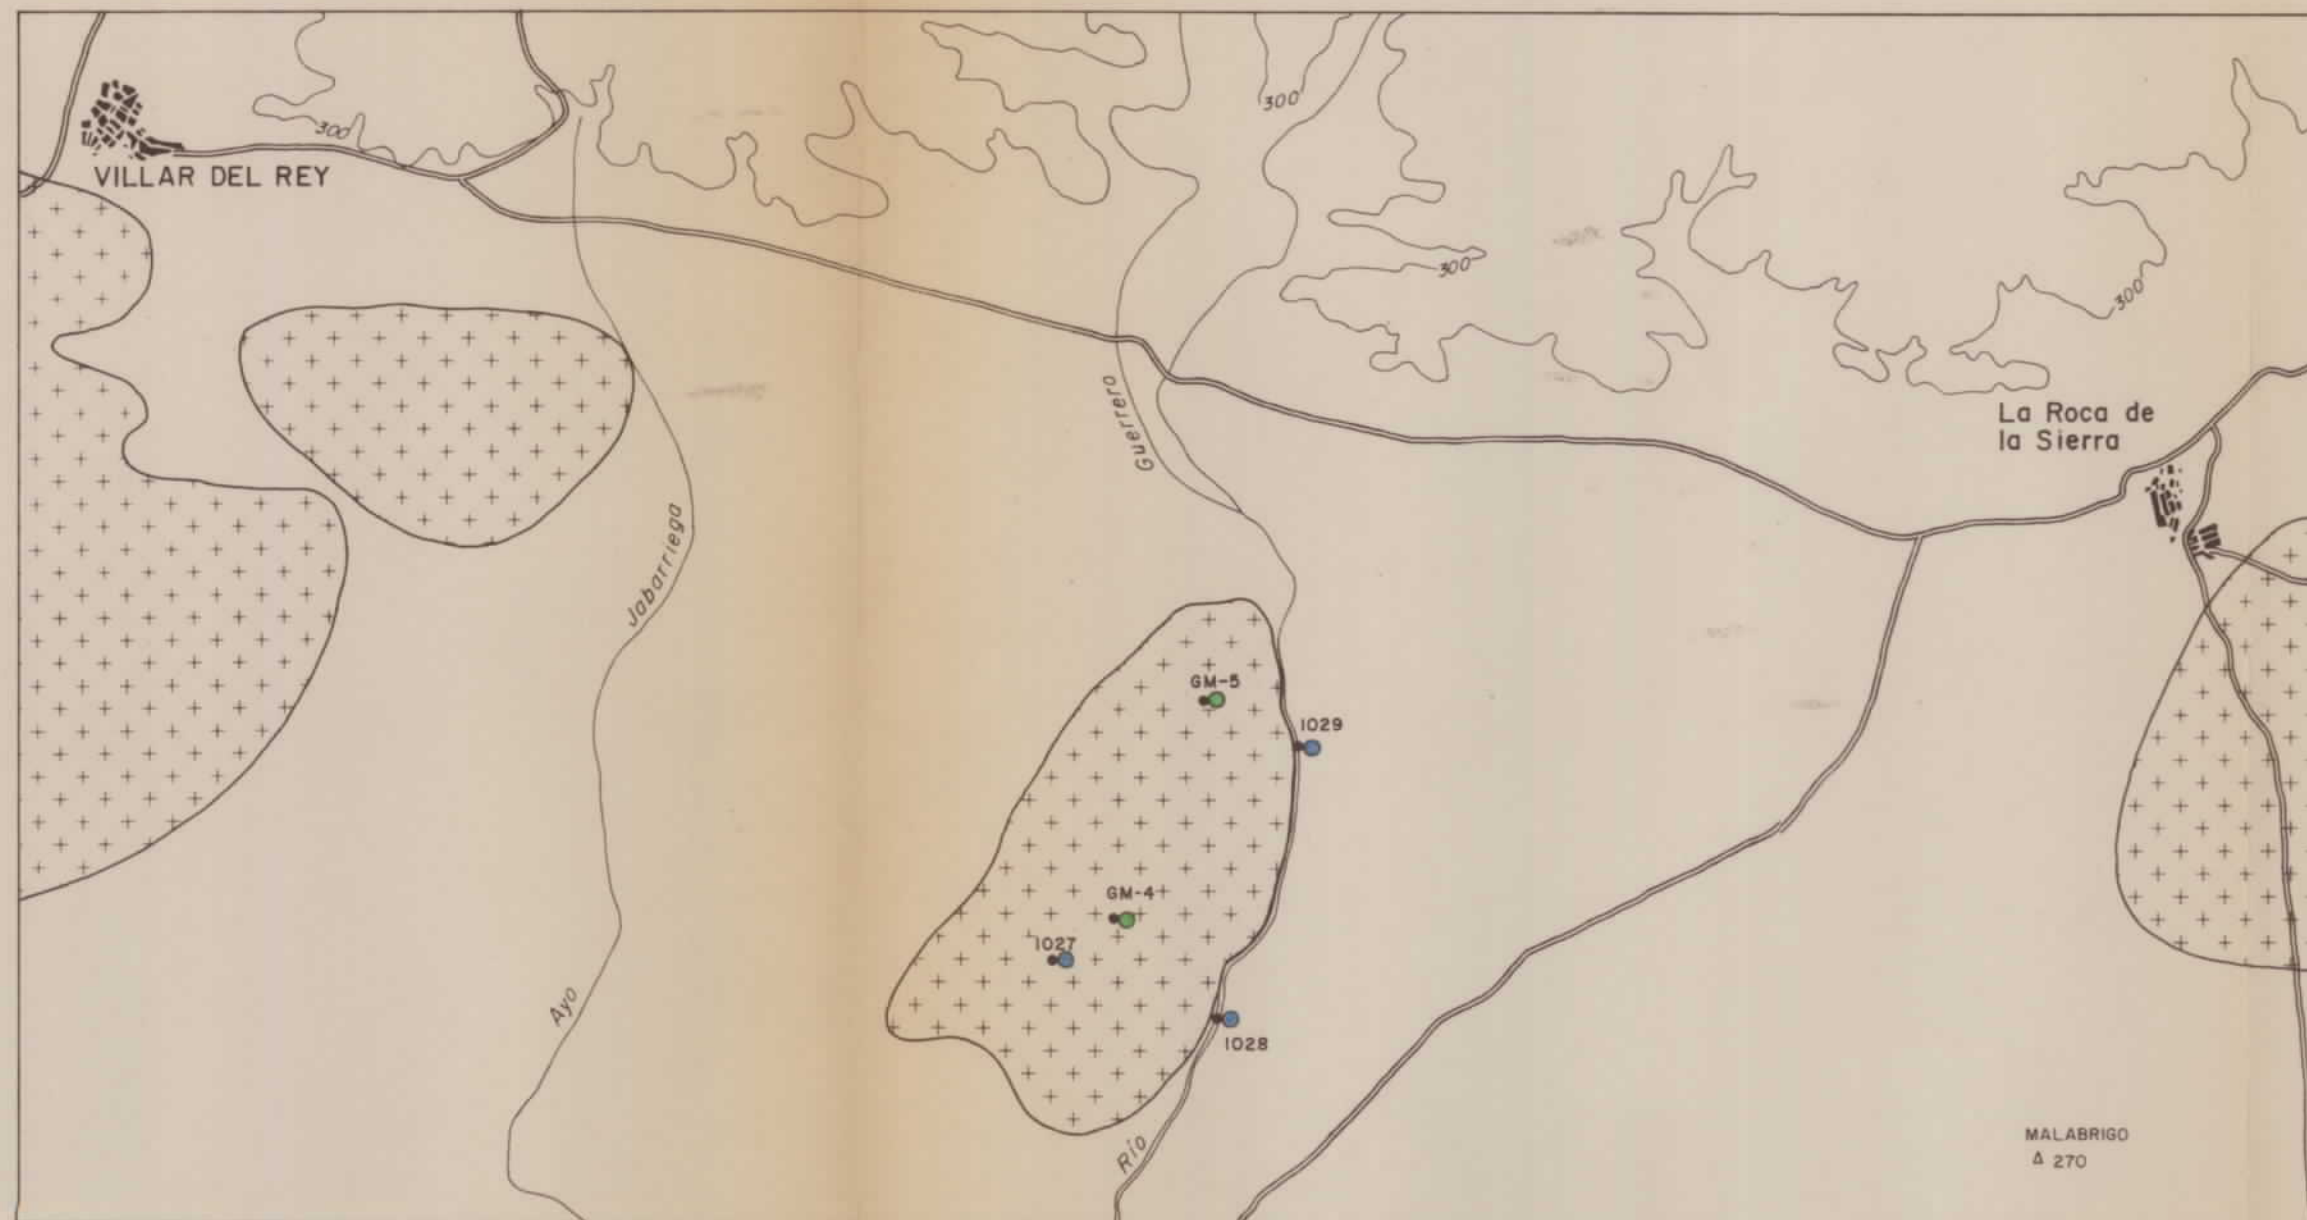 300
300
VILLAR DEL REY
300
300
Guerrero
La Roca de
la Sierra
Jabarriega
GM-5
1029
GM-4
1027
Ayo
1028
Río
MALABRIGO
Δ 270